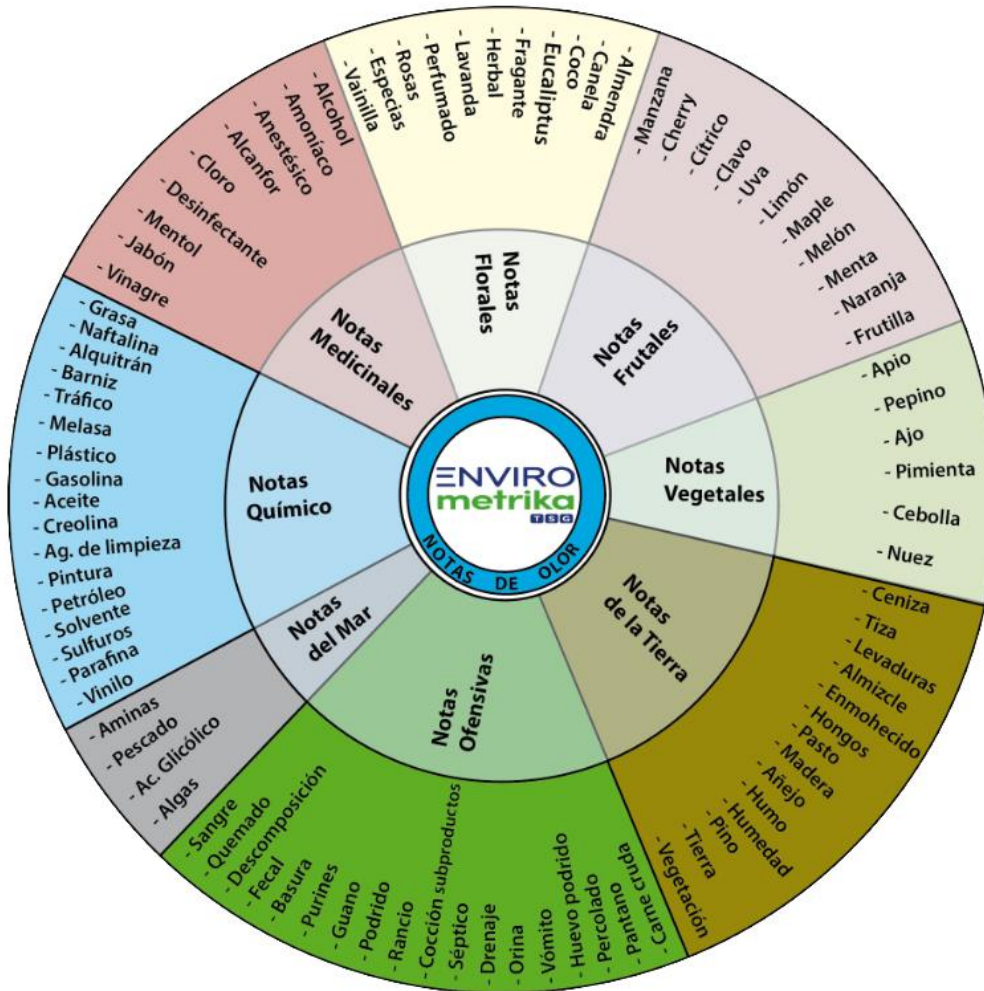 - Vainilla
- Especias
- Rosas
- Perfumado
- Lavanda
- Herbal
- Fragante
- Eucaliptus
- Coco
- Canela
- Almendra
Notas
Florales
- Manzana
- Cherry
- Cítrico
- Clavo
- Uva
- Limón
- Maple
- Melón
- Menta
- Naranja
- Frutilla
Notas
Frutales
- Apio
- Pepino
- Ajo
- Pimienta
- Cebolla
- Nuez
Notas
Vegetales
- Ceniza
- Tiza
- Levaduras
- Almizcle
- Enmohecido
- Hongos
- Pasto
- Madera
- Añejo
- Humo
- Humedad
- Pino
- Tierra
- Vegetación
Notas
de la Tierra
- Sangre
- Quemado
- Descomposición
- Fecal
- Basura
- Purines
- Guano
- Podrido
- Rancio
- Cocción subproductos
- Séptico
- Drenaje
- Orina
- Vómito
- Huevo podrido
- Percolado
- Pantano
- Carne cruda
Notas
Ofensivas
- Aminas
- Pescado
- Ac. Glicólico
- Algas
Notas
del Mar
- Grasa
- Naftalina
- Alquitrán
- Barniz
- Tráfico
- Melasa
- Plástico
- Gasolina
- Aceite
- Creolina
- Ag. de limpieza
- Pintura
- Petróleo
- Solvente
- Sulfuros
- Parafina
- Vinilo
Notas
Químico
- Alcohol
- Amoníaco
- Anestésico
- Alcanfor
- Cloro
- Desinfectante
- Mentol
- Jabón
- Vinagre
Notas
Medicinales
ENVIRO
metrika
TSG
NOTAS DE OLOR